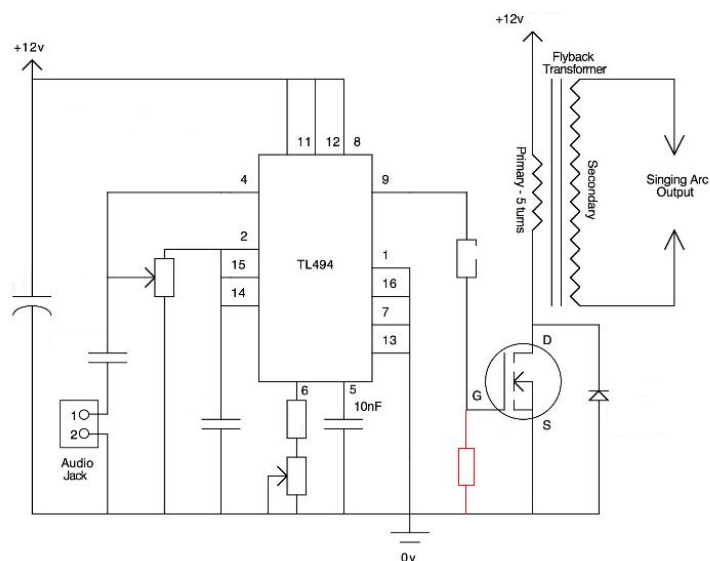 +12v
+12v
Flyback
Transformer
11
12
8
4
9
Primary - 5 turns
Secondary
Singing Arc
Output
2
1
15
TL494
14
16
7
13
D
G
S
6
5
10nF
1
2
Audio
Jack
0v